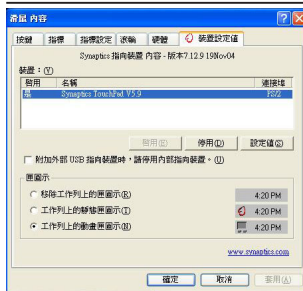 滑鼠 內容
按鍵 指標 指標設定 滾輪 硬體 裝置設定值
Synaptics 指向裝置 內容 - 版本7.12.9 19Nov04
裝置：(Y)
啓用 名稱 連接埠
是 Synaptics TouchPad V5.9 PS/2
啓用(E) 停用(D) 設定值(S)
附加外部 USB 指向裝置時，請停用內部指向裝置。(U)
匣圖示
移除工作列上的匣圖示(R) 4:20 PM
工作列上的靜態匣圖示(T) 4:20 PM
工作列上的動畫匣圖示(N) 4:20 PM
www.synaptics.com
確定 取消 套用(A)